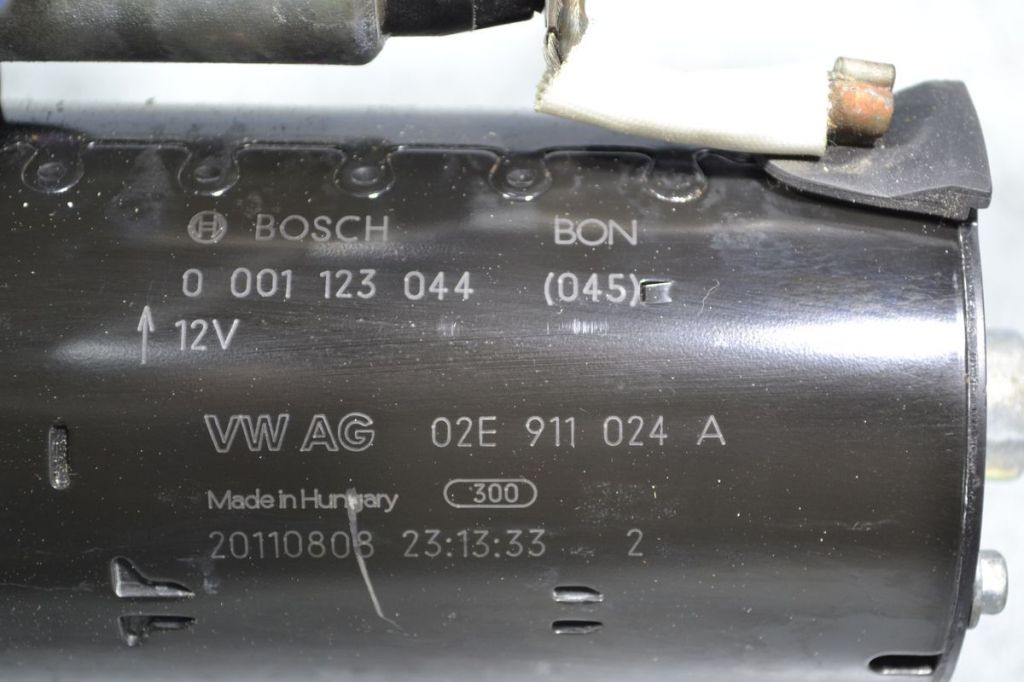 BOSCH BON
0 001 123 044 (045)
12V
VW AG 02E 911 024 A
Made in Hungary 300
20110808 23:13:33 2